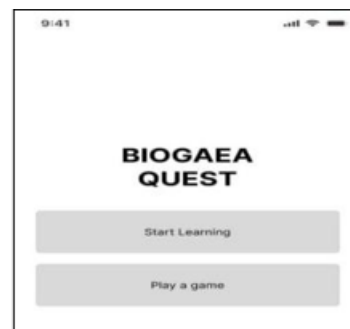 9:41
BIOGAEA
QUEST
Start Learning
Play a game